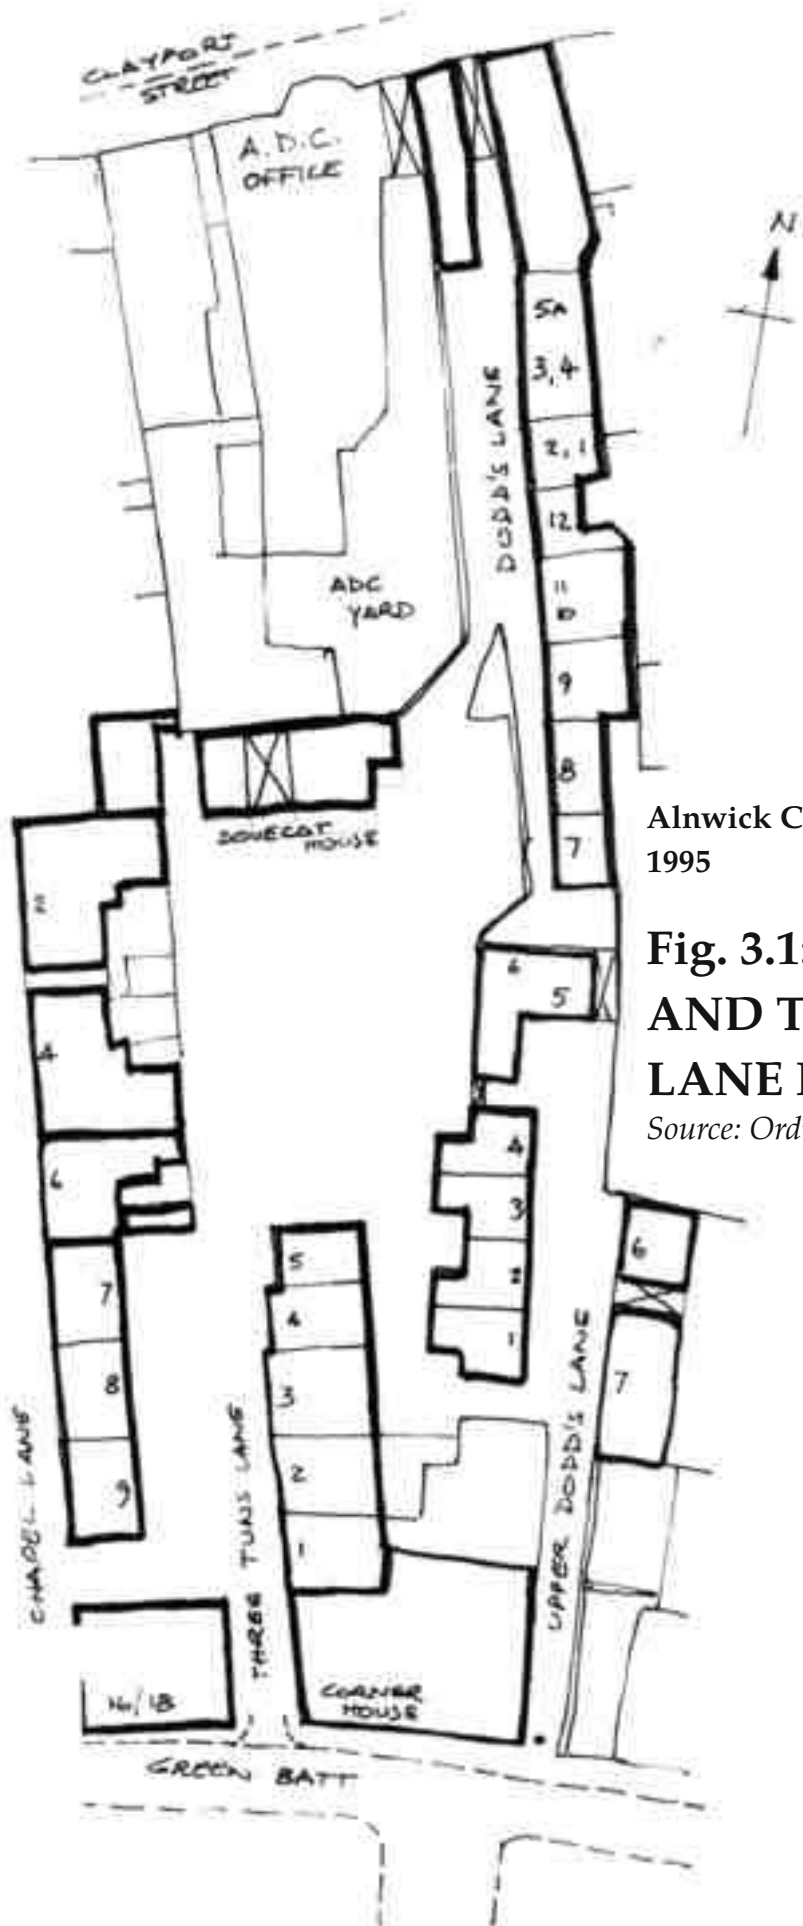 CLAYPORT
STREET
A.D.C.
OFFICE
N
5A
3,4
2,1
12
11
10
9
8
7
DODD'S LANE
ADC
YARD
DOVECOT
HOUSE
Alnwick C
1995
Fig. 3.1:
AND T
LANE
Source: Ord
6
5
4
3
2
1
4
6
7
8
9
5
4
3
2
1
6
7
CHAPEL LANE
THREE TUNS LANE
UPPER DODD'S LANE
16/18
CORNER
HOUSE
GREEN BATT